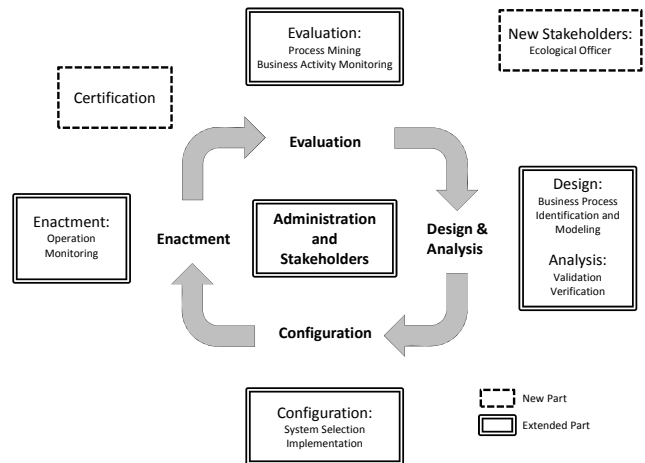 Evaluation:
Process Mining
Business Activity Monitoring
New Stakeholders:
Ecological Officer
Certification
Evaluation
Enactment:
Operation
Monitoring
Enactment
Administration
and
Stakeholders
Design &
Analysis
Design:
Business Process
Identification and
Modeling
Analysis:
Validation
Verification
Configuration
Configuration:
System Selection
Implementation
New Part
Extended Part